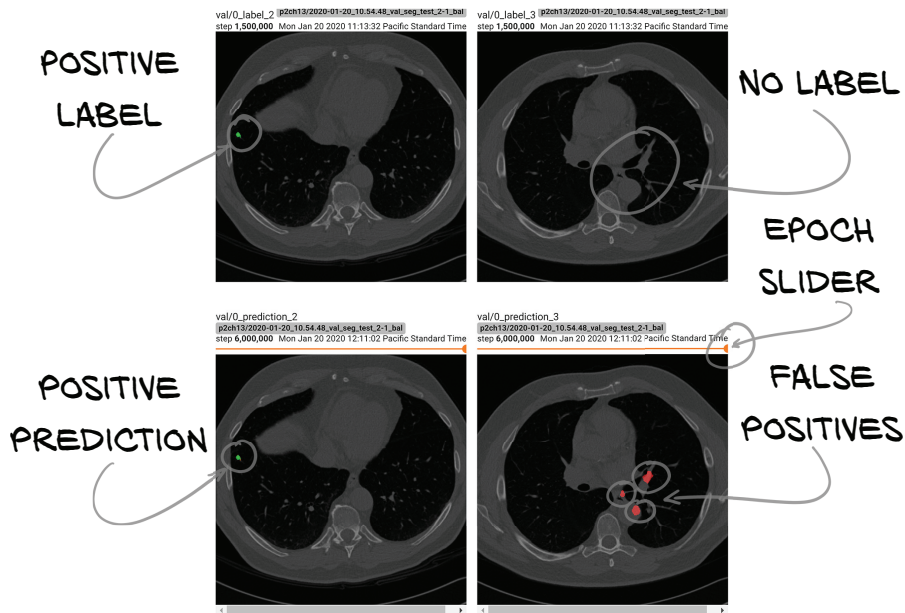 val/0_label_2 p2ch13/2020-01-20_10.54.48_val_seg_test_2-1_bal
step 1,500,000 Mon Jan 20 2020 11:13:32 Pacific Standard Time
val/0_label_3 p2ch13/2020-01-20_10.54.48_val_seg_test_2-1_bal
step 1,500,000 Mon Jan 20 2020 11:13:32 Pacific Standard Time
POSITIVE
LABEL
NO LABEL
EPOCH
SLIDER
val/0_prediction_2
p2ch13/2020-01-20_10.54.48_val_seg_test_2-1_bal
step 6,000,000 Mon Jan 20 2020 12:11:02 Pacific Standard Time
val/0_prediction_3
p2ch13/2020-01-20_10.54.48_val_seg_test_2-1_bal
step 6,000,000 Mon Jan 20 2020 12:11:02 Pacific Standard Time
POSITIVE
PREDICTION
FALSE
POSITIVES